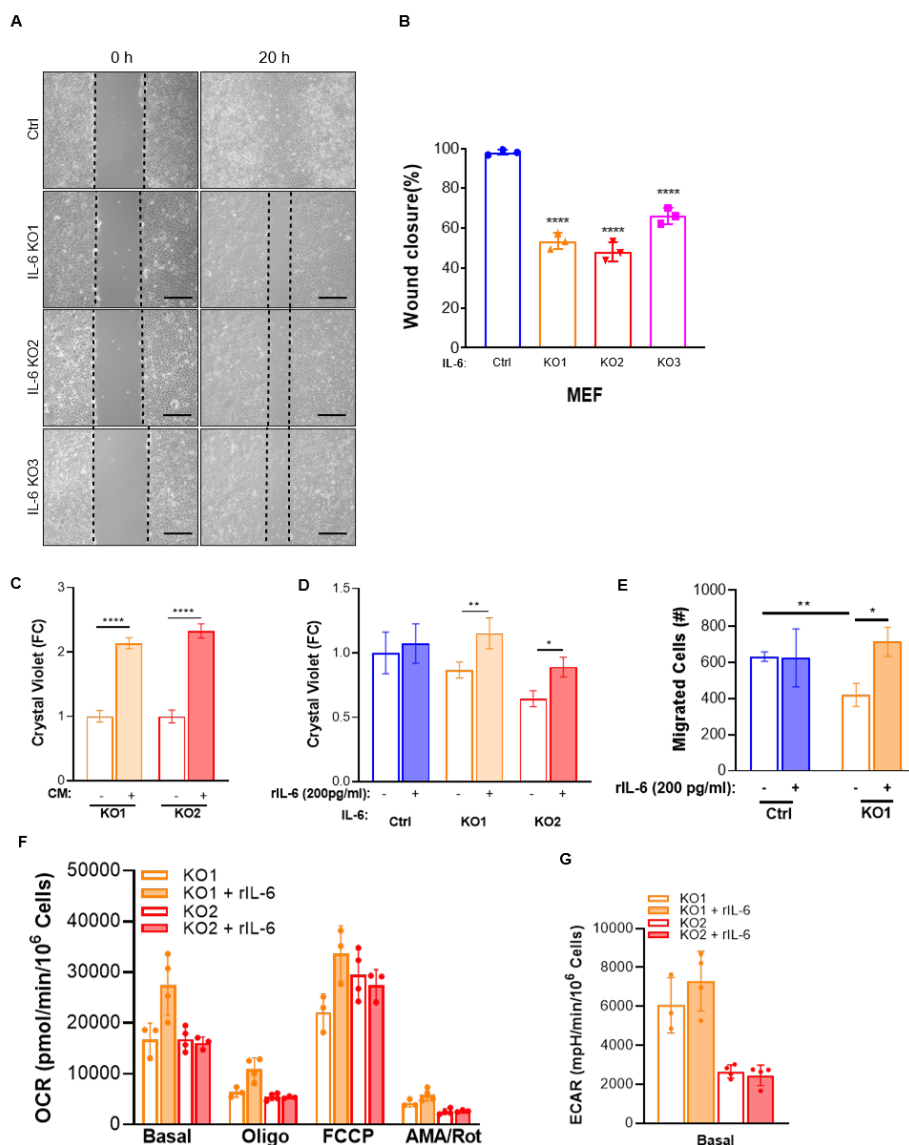 A
0 h
20 h
Ctrl
IL-6 KO1
IL-6 KO2
IL-6 KO3
B
Wound closure(%)
100
80
60
40
20
0
****
****
****
IL-6:
Ctrl
KO1
KO2
KO3
MEF
C
Crystal Violet (FC)
3
2
1
0
****
****
CM:
-
+
-
+
KO1
KO2
D
Crystal Violet (FC)
1.5
1.0
0.5
0.0
**
*
rIL-6 (200pg/ml):
-
+
-
+
-
+
IL-6:
Ctrl
KO1
KO2
E
Migrated Cells (#)
1000
800
600
400
200
0
**
*
rIL-6 (200 pg/ml):
-
+
-
+
Ctrl
KO1
F
OCR (pmol/min/10⁶ Cells)
50000
40000
30000
20000
10000
0
KO1
KO1 + rIL-6
KO2
KO2 + rIL-6
Basal
Oligo
FCCP
AMA/Rot
G
ECAR (mpH/min/10⁶ Cells)
10000
8000
6000
4000
2000
0
KO1
KO1 + rIL-6
KO2
KO2 + rIL-6
Basal